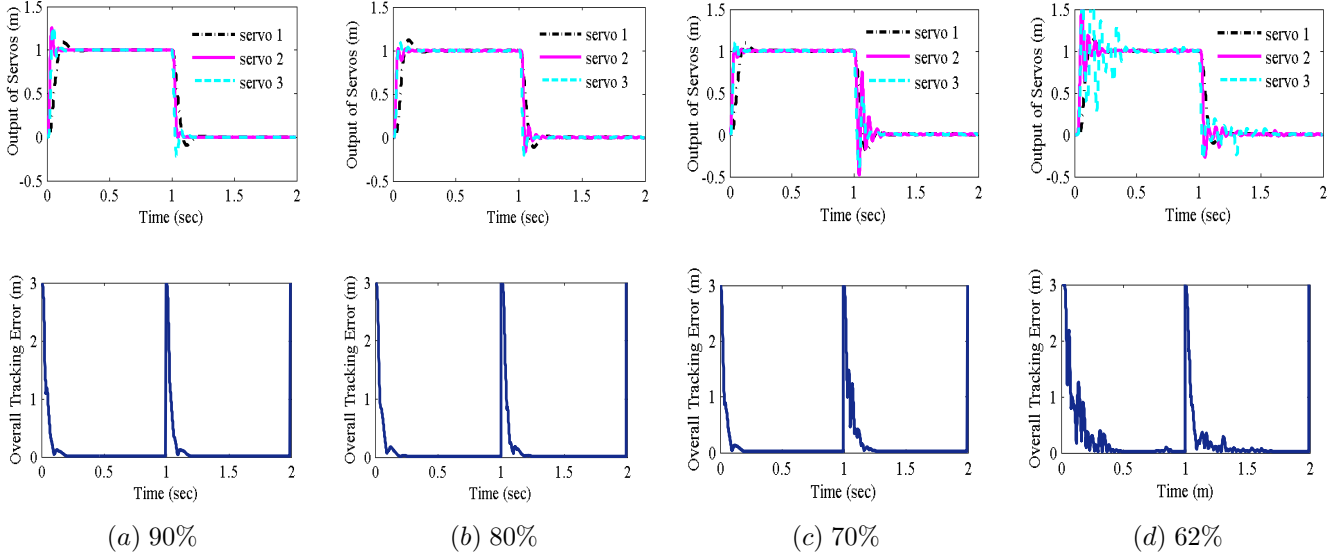 Output of Servos (m)
1.5
1
0.5
0
-0.5
0 0.5 1 1.5 2
Time (sec)
servo 1
servo 2
servo 3
Output of Servos (m)
1.5
1
0.5
0
-0.5
0 0.5 1 1.5 2
Time (sec)
servo 1
servo 2
servo 3
Output of Servos (m)
1.5
1
0.5
0
-0.5
0 0.5 1 1.5 2
Time (sec)
servo 1
servo 2
servo 3
Output of Servos (m)
1.5
1
0.5
0
-0.5
0 0.5 1 1.5 2
Time (sec)
servo 1
servo 2
servo 3
Overall Tracking Error (m)
3
2
1
0
0 0.5 1 1.5 2
Time (sec)
Overall Tracking Error (m)
3
2
1
0
0 0.5 1 1.5 2
Time (sec)
Overall Tracking Error (m)
3
2
1
0
0 0.5 1 1.5 2
Time (sec)
Overall Tracking Error (m)
3
2
1
0
0 0.5 1 1.5 2
Time (m)
(a) 90%
(b) 80%
(c) 70%
(d) 62%